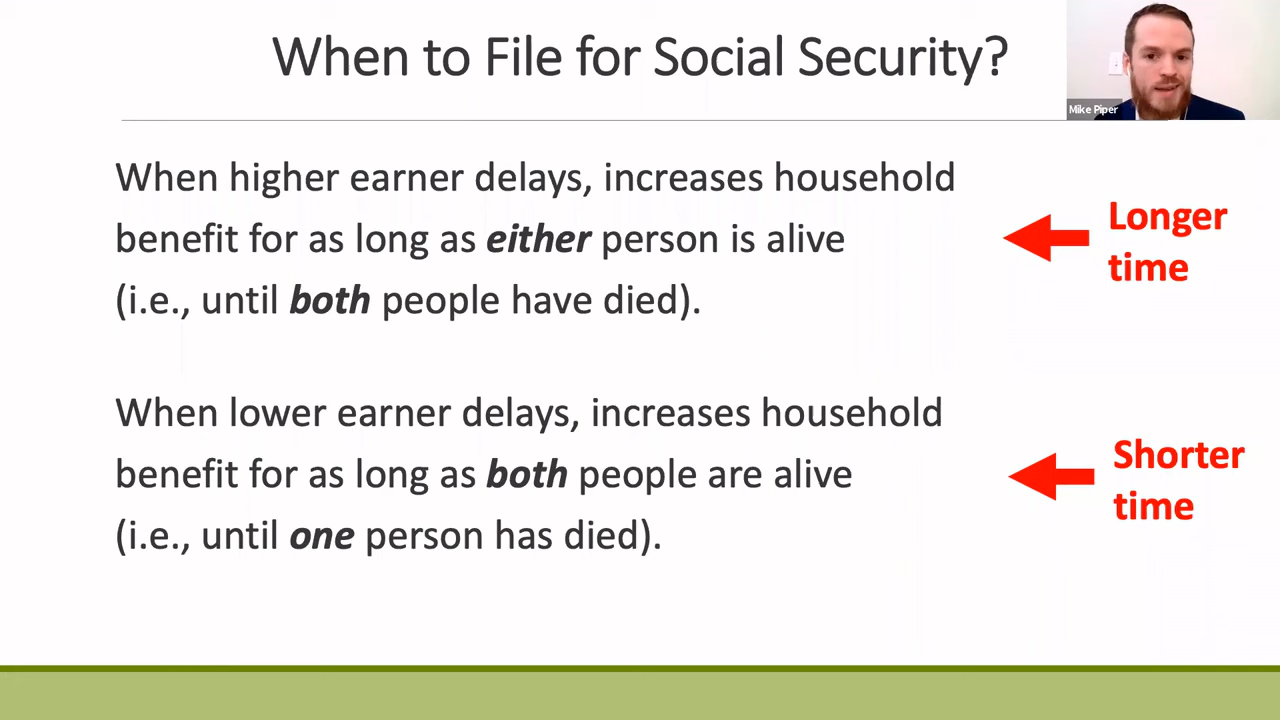 When to File for Social Security?
Mike Piper
When higher earner delays, increases household
benefit for as long as either person is alive
(i.e., until both people have died).
Longer
time
When lower earner delays, increases household
benefit for as long as both people are alive
(i.e., until one person has died).
Shorter
time